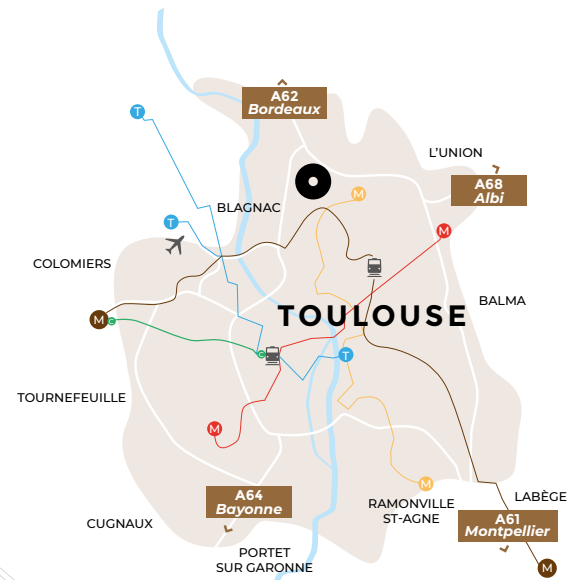 A62
Bordeaux
T
L'UNION
A68
Albi
M
BLAGNAC
T
M
COLOMIERS
BALMA
TOULOUSE
M
C
C
T
TOURNEFEUILLE
M
M
A64
Bayonne
RAMONVILLE
ST-AGNE
LABÈGE
CUGNAUX
A61
Montpellier
PORTET
SUR GARONNE
M